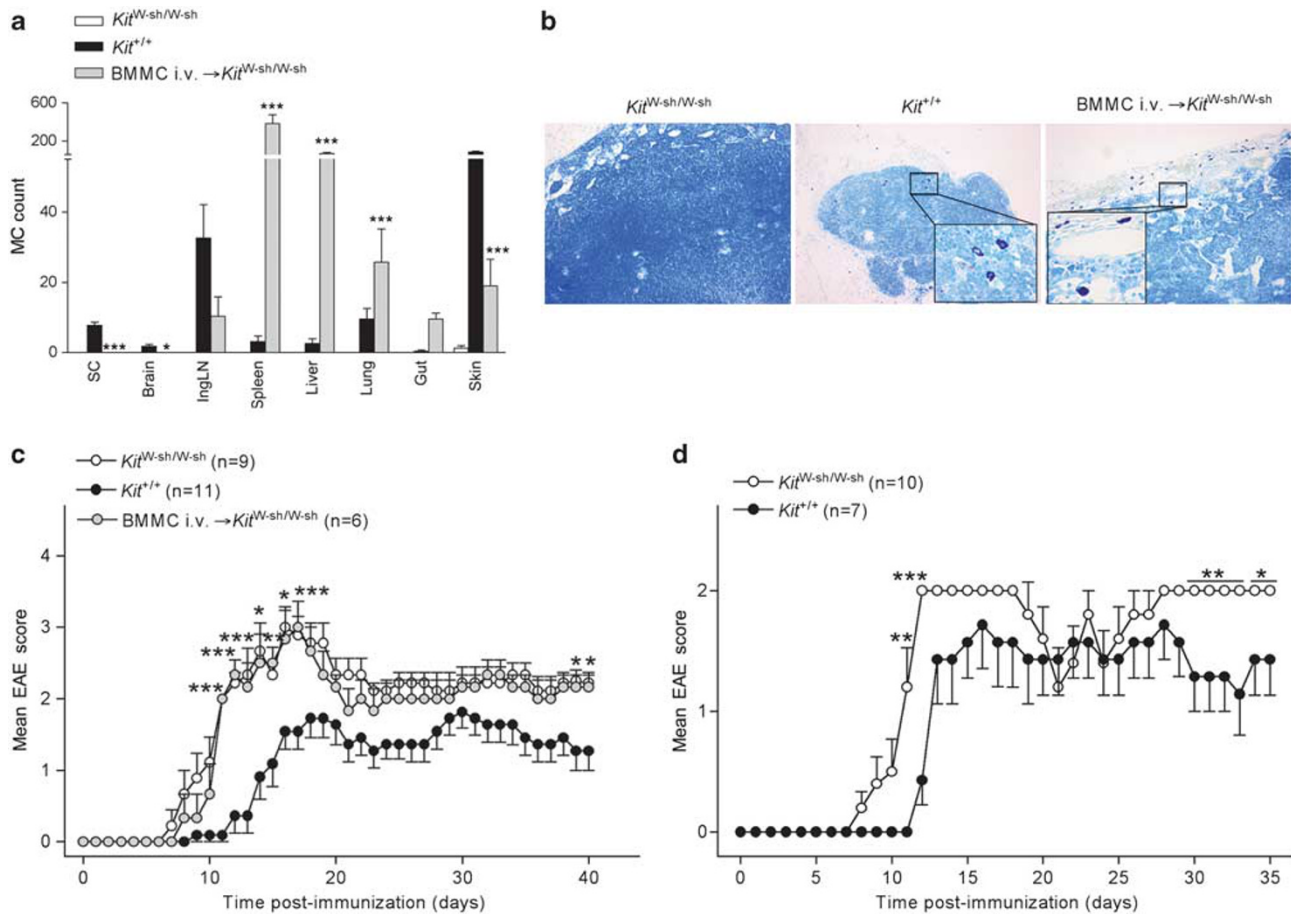 a
Kit^W-sh/W-sh
Kit^+/+
BMMC i.v. →Kit^W-sh/W-sh
600
200
40
20
0
MC count
***
*
***
***
***
***
SC
Brain
IngLN
Spleen
Liver
Lung
Gut
Skin
b
Kit^W-sh/W-sh
Kit^+/+
BMMC i.v. →Kit^W-sh/W-sh
c
Kit^W-sh/W-sh (n=9)
Kit^+/+ (n=11)
BMMC i.v. →Kit^W-sh/W-sh (n=6)
4
3
2
1
0
Mean EAE score
***
***
***
*
**
*
***
**
0 10 20 30 40
Time post-immunization (days)
d
Kit^W-sh/W-sh (n=10)
Kit^+/+ (n=7)
2
1
0
Mean EAE score
**
***
**
*
0 5 10 15 20 25 30 35
Time post-immunization (days)